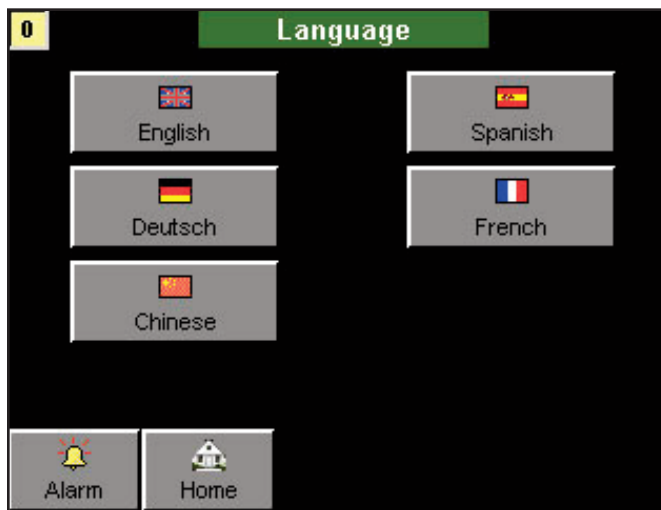 0
Language
English
Spanish
Deutsch
French
Chinese
Alarm
Home